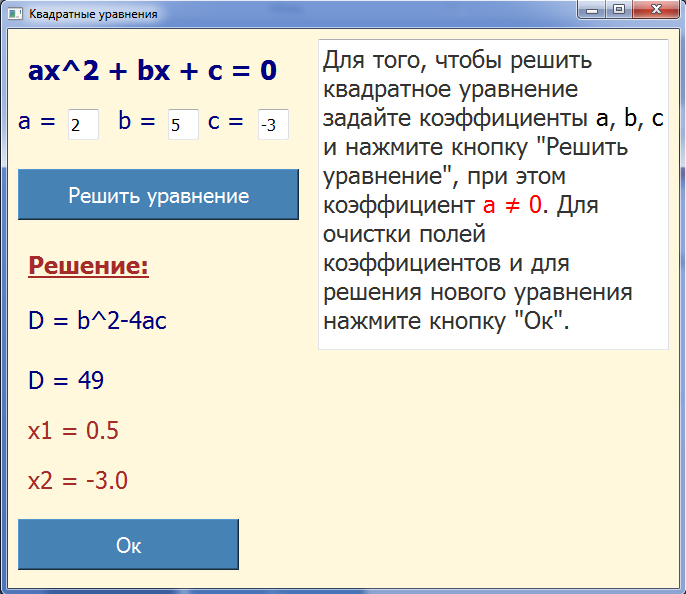 Квадратные уравнения
ax^2 + bx + c = 0
a = 2 b = 5 c = -3
Решить уравнение
Решение:
D = b^2-4ac
D = 49
x1 = 0.5
x2 = -3.0
Ок
Для того, чтобы решить
квадратное уравнение
задайте коэффициенты a, b, c
и нажмите кнопку "Решить
уравнение", при этом
коэффициент a ≠ 0. Для
очистки полей
коэффициентов и для
решения нового уравнения
нажмите кнопку "Ок".